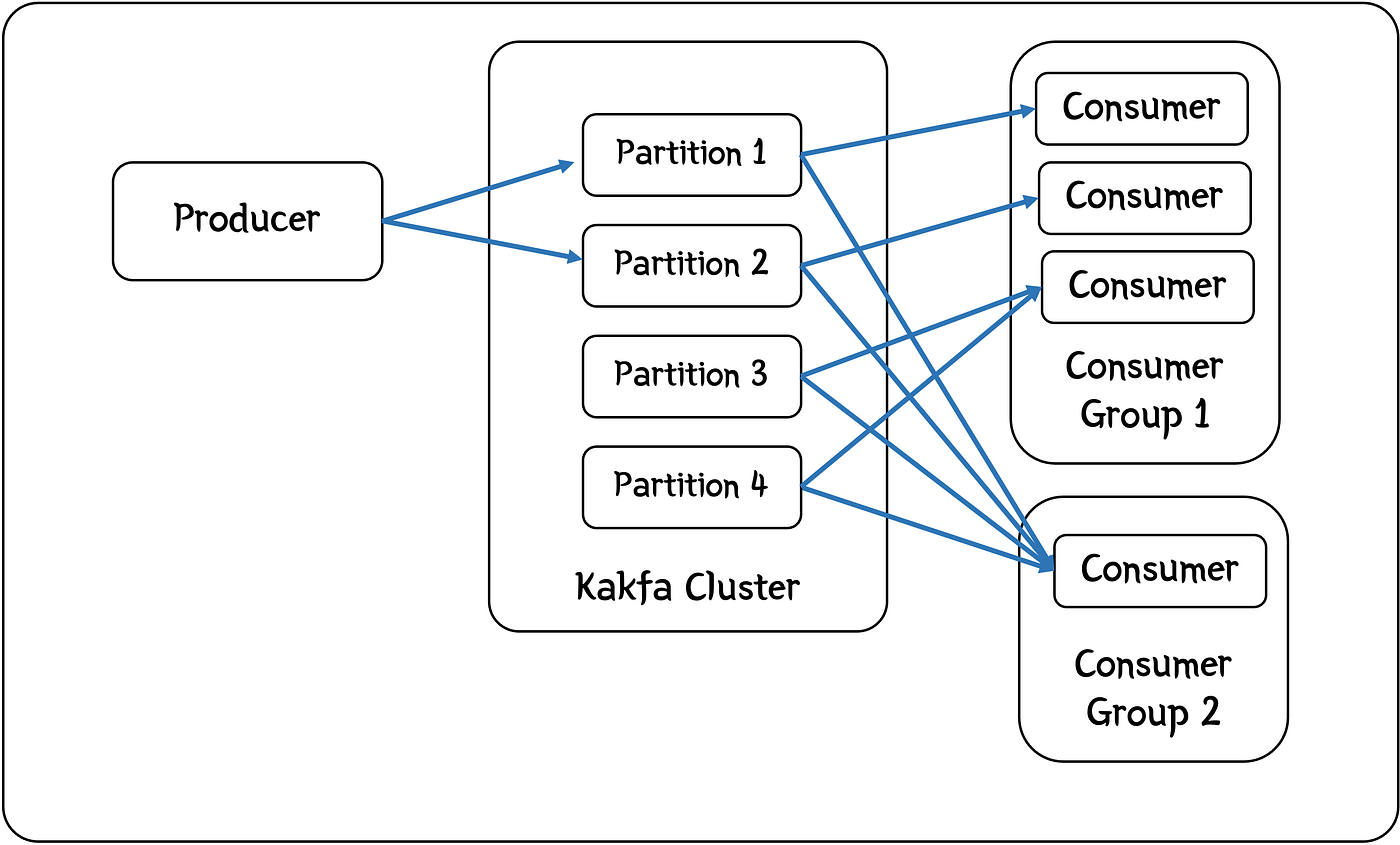 Producer
Partition 1
Partition 2
Partition 3
Partition 4
Kakfa Cluster
Consumer
Consumer
Consumer
Consumer
Group 1
Consumer
Consumer
Group 2